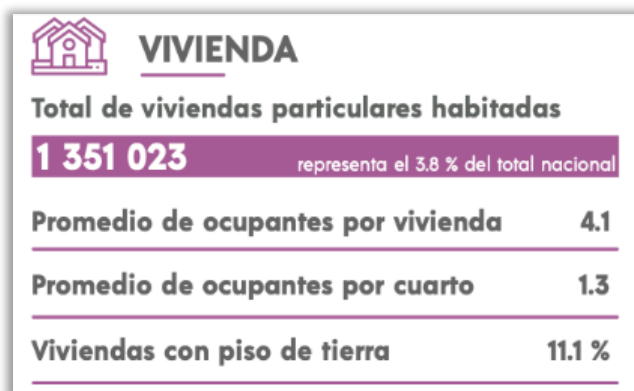 VIVIENDA
Total de viviendas particulares habitadas
1 351 023 representa el 3.8 % del total nacional
Promedio de ocupantes por vivienda 4.1
Promedio de ocupantes por cuarto 1.3
Viviendas con piso de tierra 11.1 %